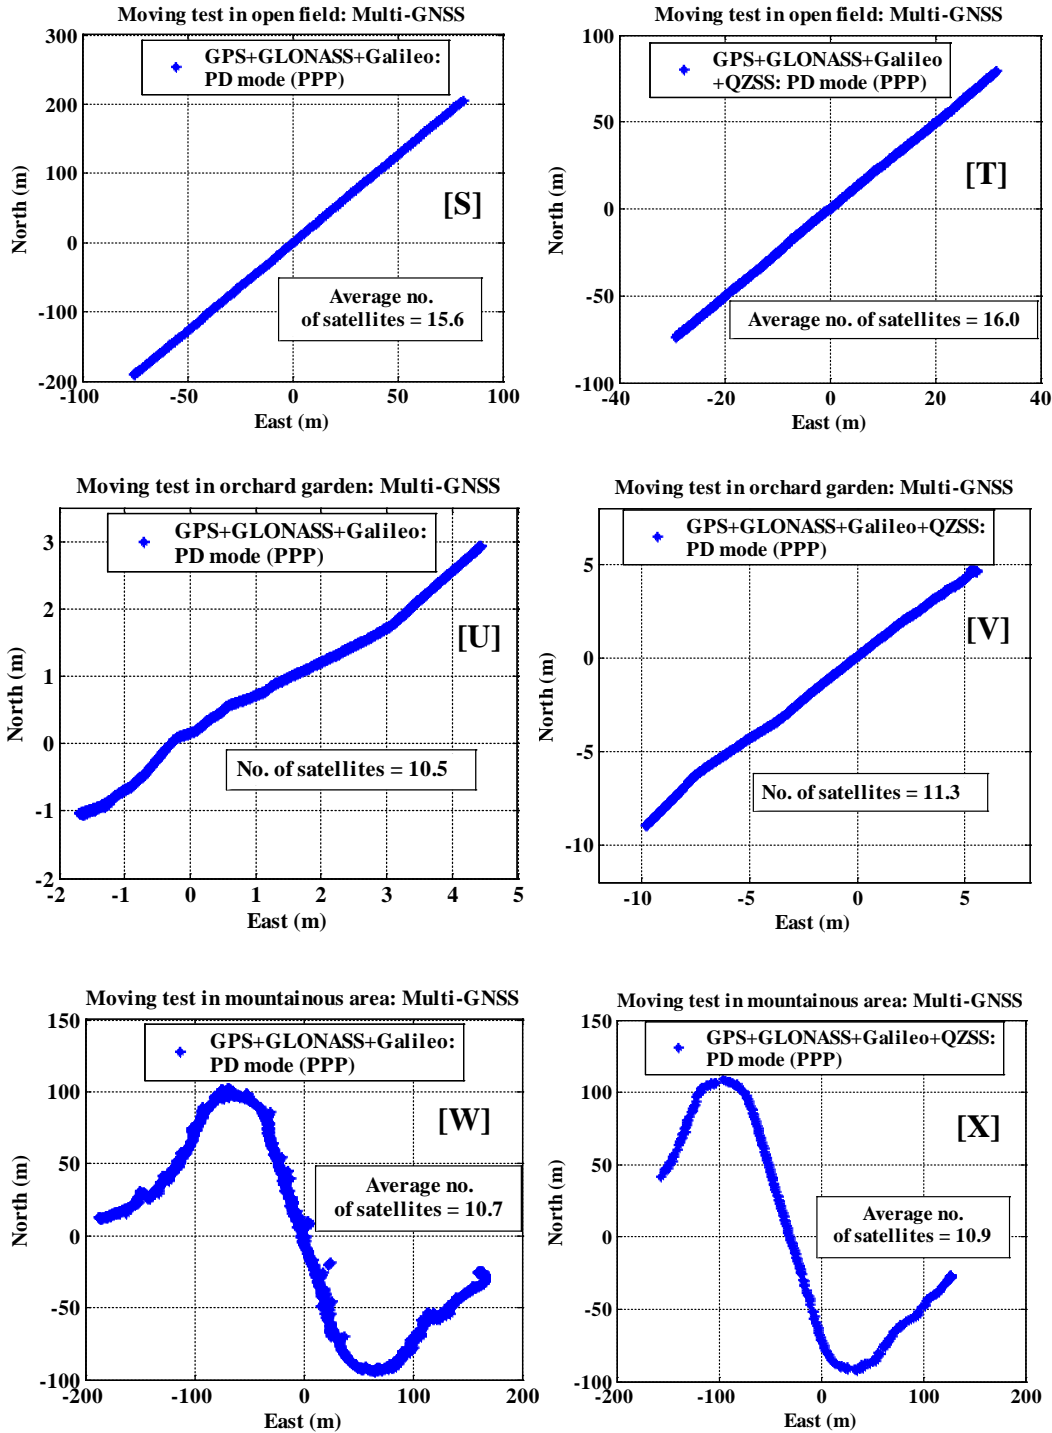 Moving test in open field: Multi-GNSS
300
200
100
0
-100
-200
North (m)
GPS+GLONASS+Galileo:
PD mode (PPP)
[S]
Average no.
of satellites = 15.6
-100 -50 0 50 100
East (m)
Moving test in open field: Multi-GNSS
100
50
0
-50
-100
North (m)
GPS+GLONASS+Galileo
+QZSS: PD mode (PPP)
[T]
Average no. of satellites = 16.0
-40 -20 0 20 40
East (m)
Moving test in orchard garden: Multi-GNSS
3
2
1
0
-1
-2
North (m)
GPS+GLONASS+Galileo:
PD mode (PPP)
[U]
No. of satellites = 10.5
-2 -1 0 1 2 3 4 5
East (m)
Moving test in orchard garden: Multi-GNSS
5
0
-5
-10
North (m)
GPS+GLONASS+Galileo+QZSS:
PD mode (PPP)
[V]
No. of satellites = 11.3
-10 -5 0 5
East (m)
Moving test in mountainous area: Multi-GNSS
150
100
50
0
-50
-100
North (m)
GPS+GLONASS+Galileo:
PD mode (PPP)
[W]
Average no.
of satellites = 10.7
-200 -100 0 100 200
East (m)
Moving test in mountainous area: Multi-GNSS
150
100
50
0
-50
-100
North (m)
GPS+GLONASS+Galileo+QZSS:
PD mode (PPP)
[X]
Average no.
of satellites = 10.9
-200 -100 0 100 200
East (m)